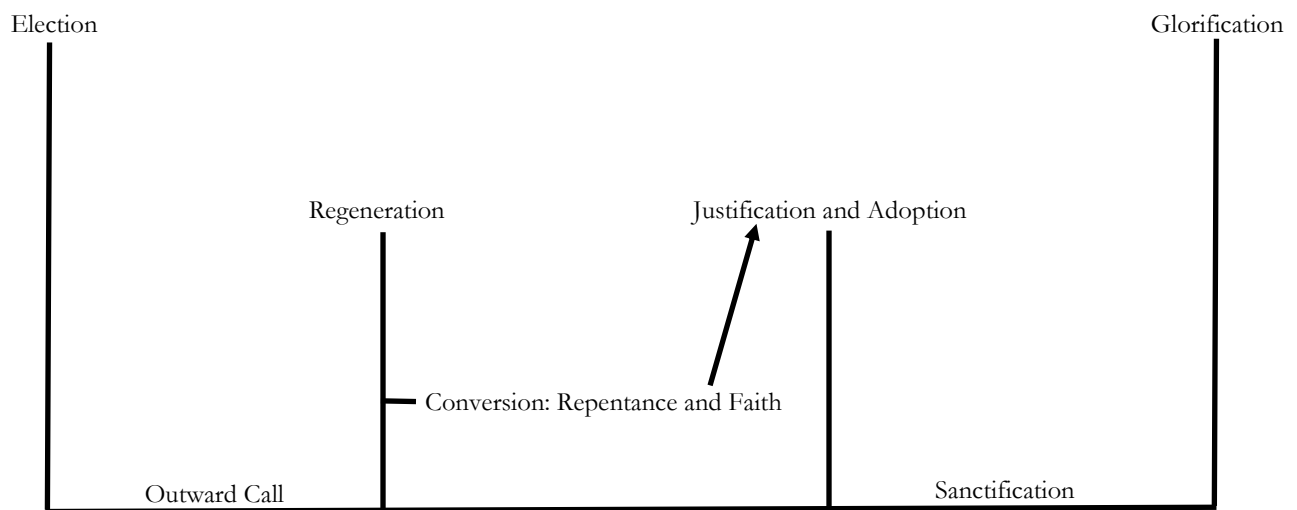 Election
Glorification
Regeneration
Justification and Adoption
Conversion: Repentance and Faith
Outward Call
Sanctification